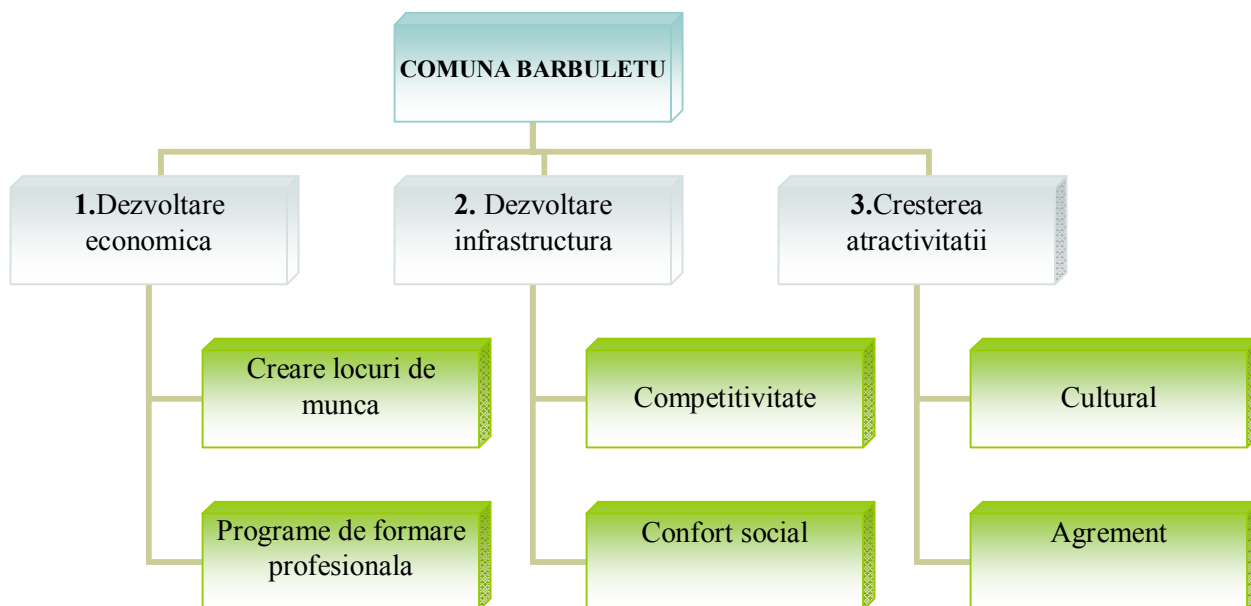 COMUNA BARBULETU
1.Dezvoltare
economica
2. Dezvoltare
infrastructura
3.Cresterea
atractivitatii
Creare locuri de
munca
Competitivitate
Cultural
Programe de formare
profesionala
Confort social
Agrement